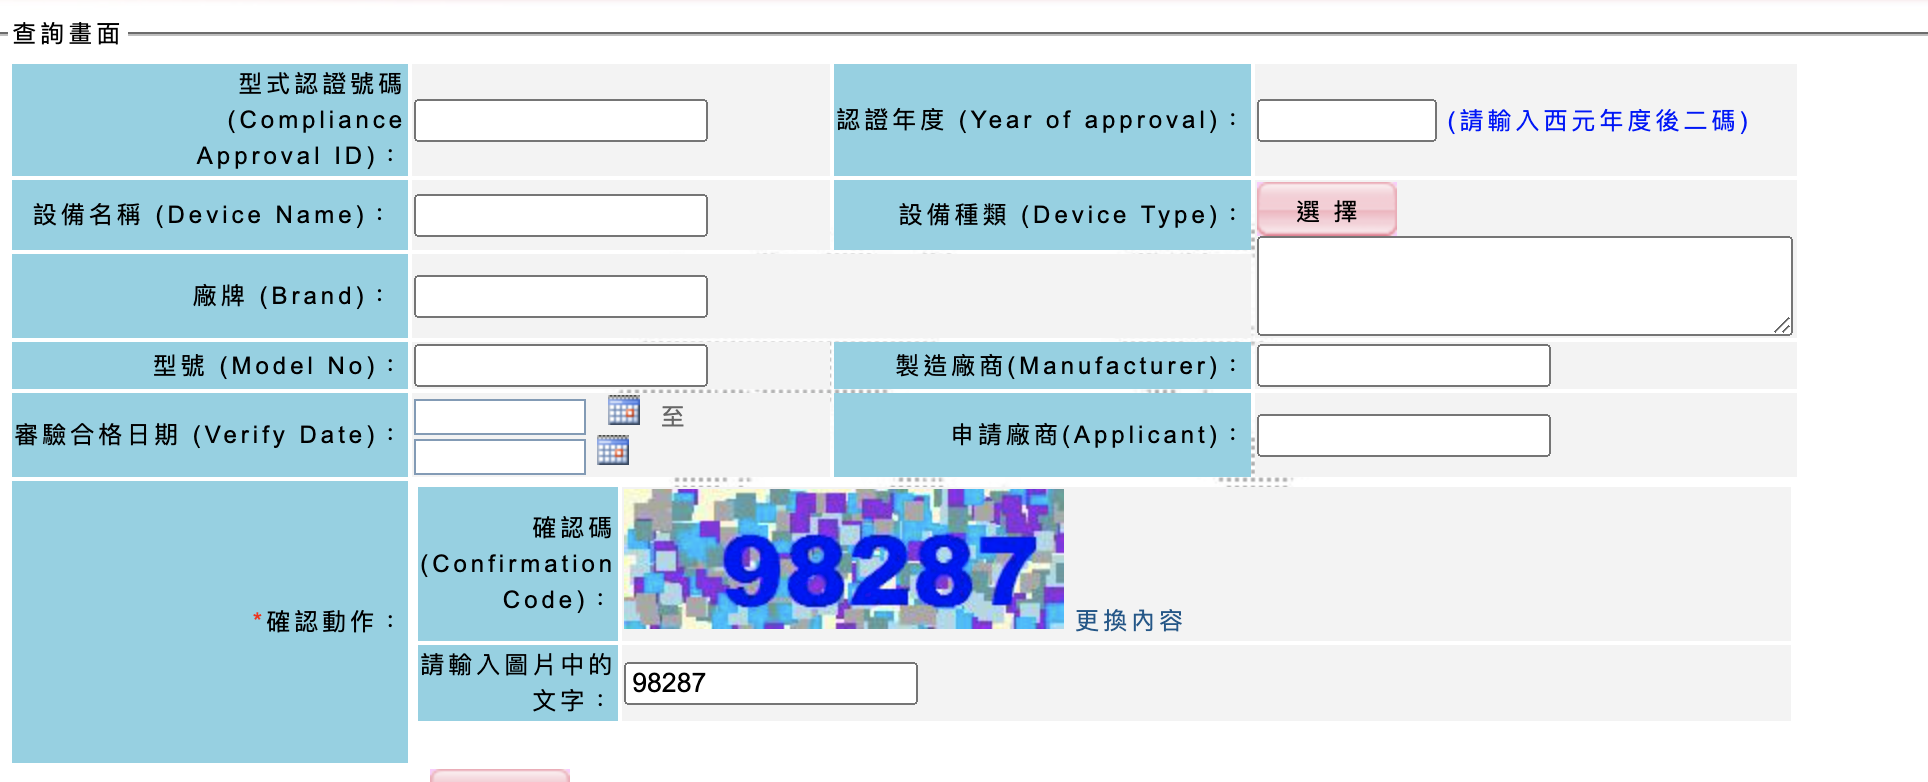 查詢畫面
型式認證號碼
(Compliance
Approval ID)：
認證年度 (Year of approval)：
(請輸入西元年度後二碼)
設備名稱 (Device Name)：
設備種類 (Device Type)：
選 擇
廠牌 (Brand)：
型號 (Model No)：
製造廠商(Manufacturer)：
審驗合格日期 (Verify Date)：
至
申請廠商(Applicant)：
*確認動作：
確認碼
(Confirmation
Code)：
98287
更換內容
請輸入圖片中的
文字：
98287